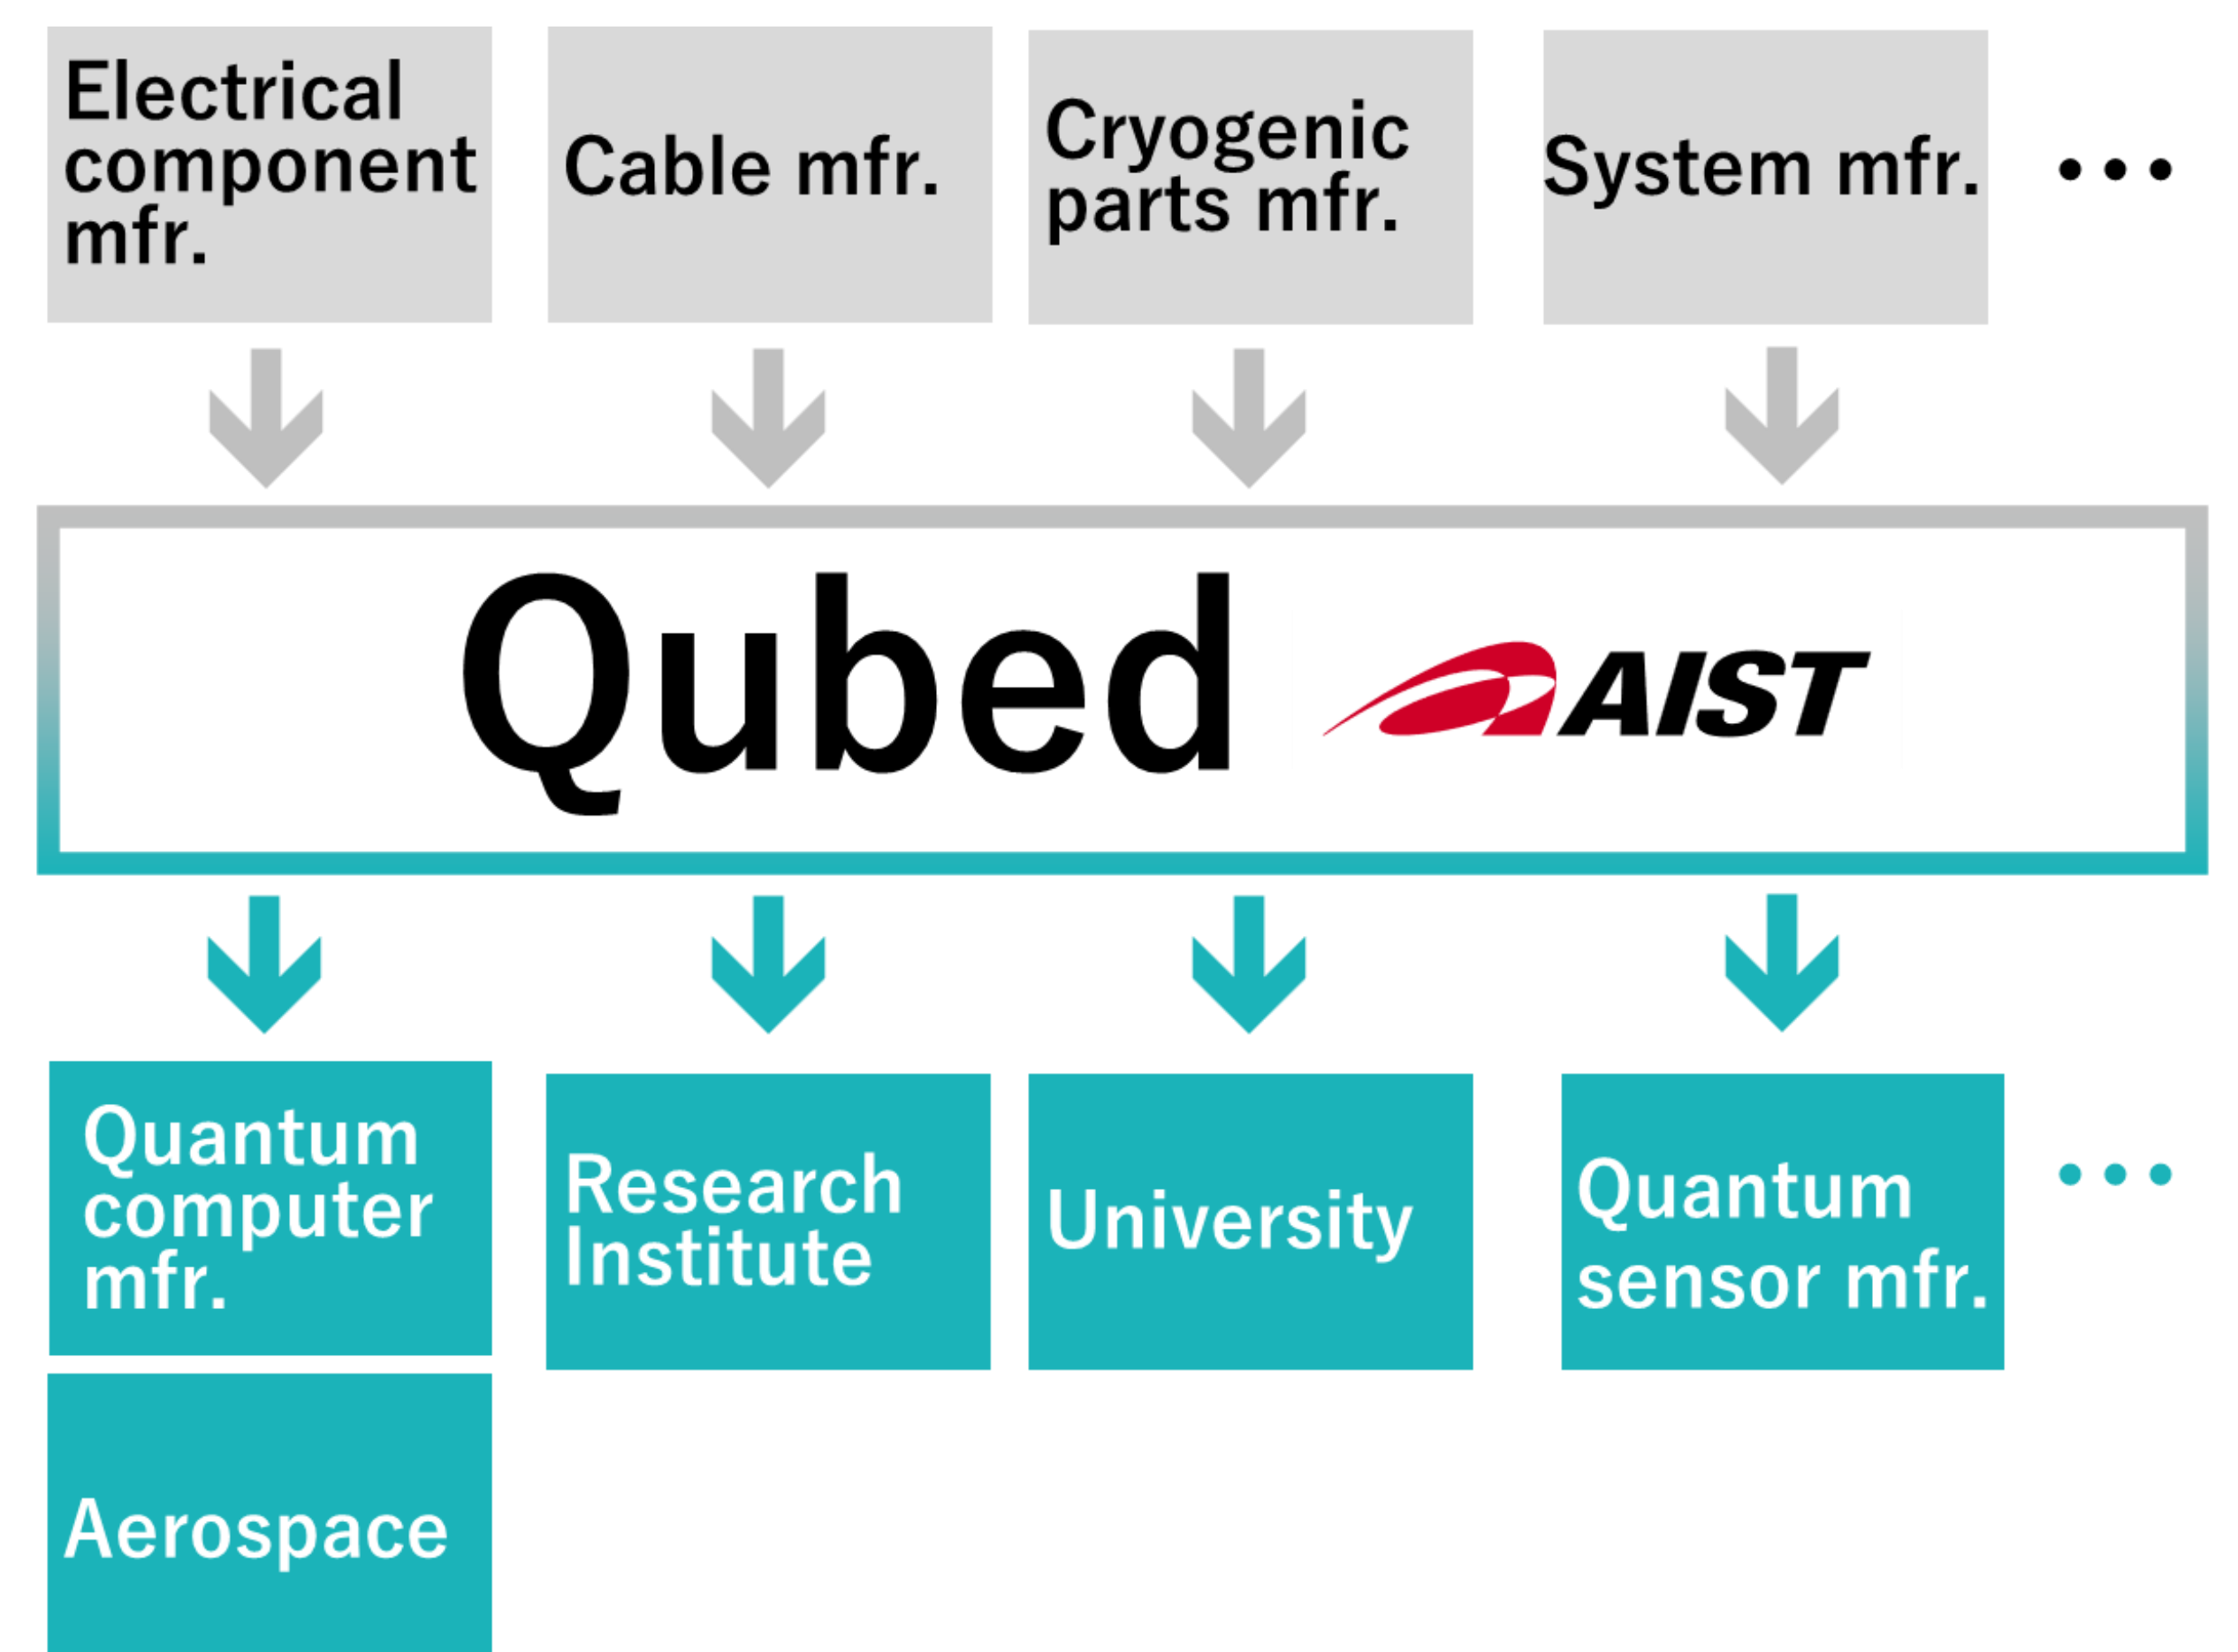 Electrical
component
mfr.
Cable mfr.
Cryogenic
parts mfr.
System mfr.
•••
Qubed
AIST
Quantum
computer
mfr.
Research
Institute
University
Quantum
sensor mfr.
•••
Aerospace